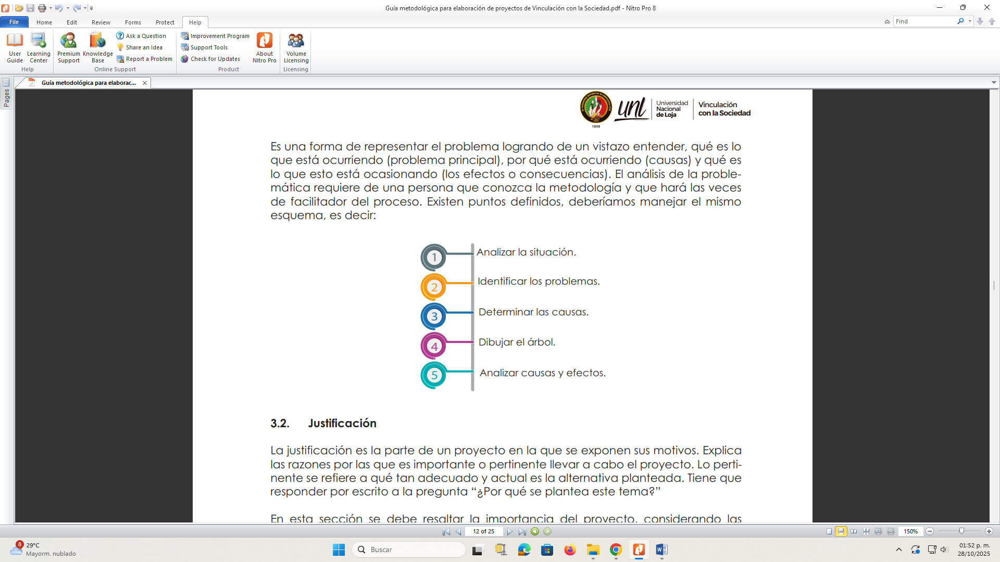 Guía metodológica para elaboración de proyectos de Vinculación con la Sociedad.pdf - Nitro Pro 8
File Home Edit Review Forms Protect Help
Find
User Guide
Learning Center
Help
Premium Support
Knowledge Base
Ask a Question
Share an Idea
Report a Problem
Online Support
Improvement Program
Support Tools
Check for Updates
About Nitro Pro
Product
Volume Licensing
Licensing
Guía metodológica para elaborac...
Pages
1859
unl
Universidad
Nacional
de Loja
Vinculación
con la Sociedad
Es una forma de representar el problema logrando de un vistazo entender, qué es lo
que está ocurriendo (problema principal), por qué está ocurriendo (causas) y qué es
lo que esto está ocasionando (los efectos o consecuencias). El análisis de la proble-
mática requiere de una persona que conozca la metodología y que hará las veces
de facilitador del proceso. Existen puntos definidos, deberíamos manejar el mismo
esquema, es decir:
1 Analizar la situación.
2 Identificar los problemas.
3 Determinar las causas.
4 Dibujar el árbol.
5 Analizar causas y efectos.
3.2. Justificación
La justificación es la parte de un proyecto en la que se exponen sus motivos. Explica
las razones por las que es importante o pertinente llevar a cabo el proyecto. Lo perti-
nente se refiere a qué tan adecuado y actual es la alternativa planteada. Tiene que
responder por escrito a la pregunta “¿Por qué se plantea este tema?”
En esta sección se debe resaltar la importancia del proyecto, considerando las
12 of 25
150%
8
29°C
Mayorm. nublado
Buscar
01:52 p. m.
28/10/2025